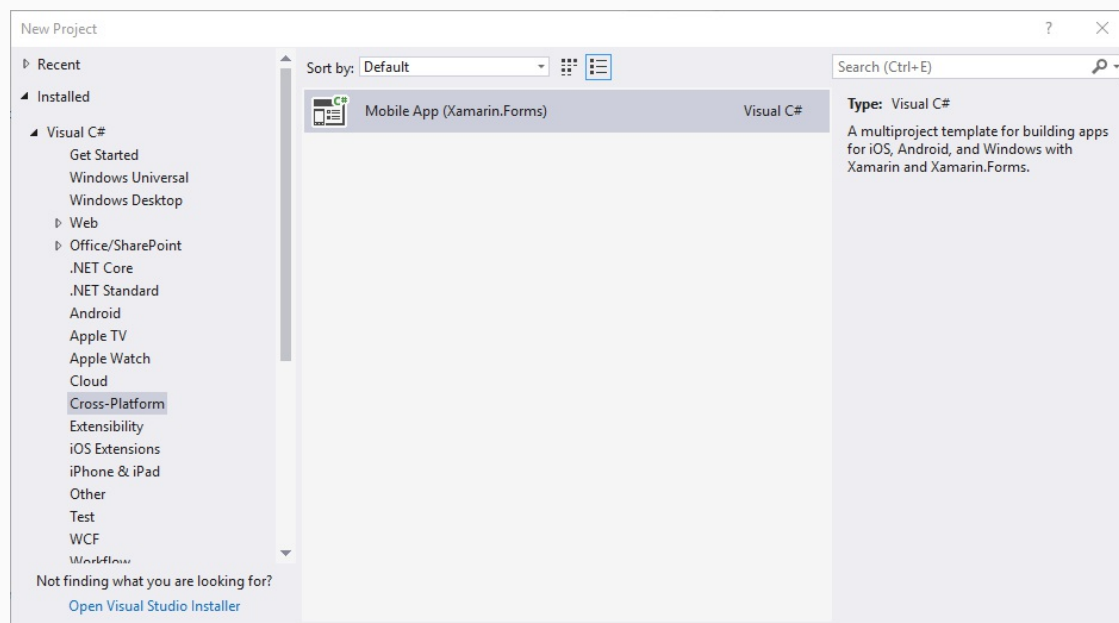 New Project
?
Recent
Installed
Visual C#
Get Started
Windows Universal
Windows Desktop
Web
Office/SharePoint
.NET Core
.NET Standard
Android
Apple TV
Apple Watch
Cloud
Cross-Platform
Extensibility
iOS Extensions
iPhone & iPad
Other
Test
WCF
Workflow
Not finding what you are looking for?
Open Visual Studio Installer
Sort by: Default
C#
Mobile App (Xamarin.Forms) Visual C#
Search (Ctrl+E)
Type: Visual C#
A multiproject template for building apps
for iOS, Android, and Windows with
Xamarin and Xamarin.Forms.